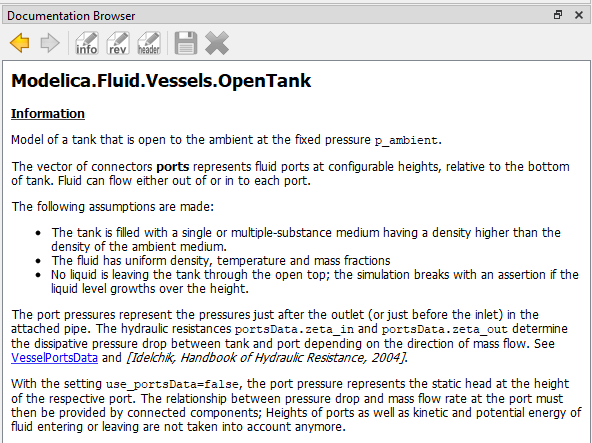 Documentation Browser
info rev header
Modelica.Fluid.Vessels.OpenTank
Information
Model of a tank that is open to the ambient at the fixed pressure p_ambient.
The vector of connectors ports represents fluid ports at configurable heights, relative to the bottom
of tank. Fluid can flow either out of or in to each port.
The following assumptions are made:
• The tank is filled with a single or multiple-substance medium having a density higher than the
density of the ambient medium.
• The fluid has uniform density, temperature and mass fractions
• No liquid is leaving the tank through the open top; the simulation breaks with an assertion if the
liquid level growths over the height.
The port pressures represent the pressures just after the outlet (or just before the inlet) in the
attached pipe. The hydraulic resistances portsData.zeta_in and portsData.zeta_out determine
the dissipative pressure drop between tank and port depending on the direction of mass flow. See
VesselPortsData and [Idelchik, Handbook of Hydraulic Resistance, 2004].
With the setting use_portsData=false, the port pressure represents the static head at the height
of the respective port. The relationship between pressure drop and mass flow rate at the port must
then be provided by connected components; Heights of ports as well as kinetic and potential energy of
fluid entering or leaving are not taken into account anymore.